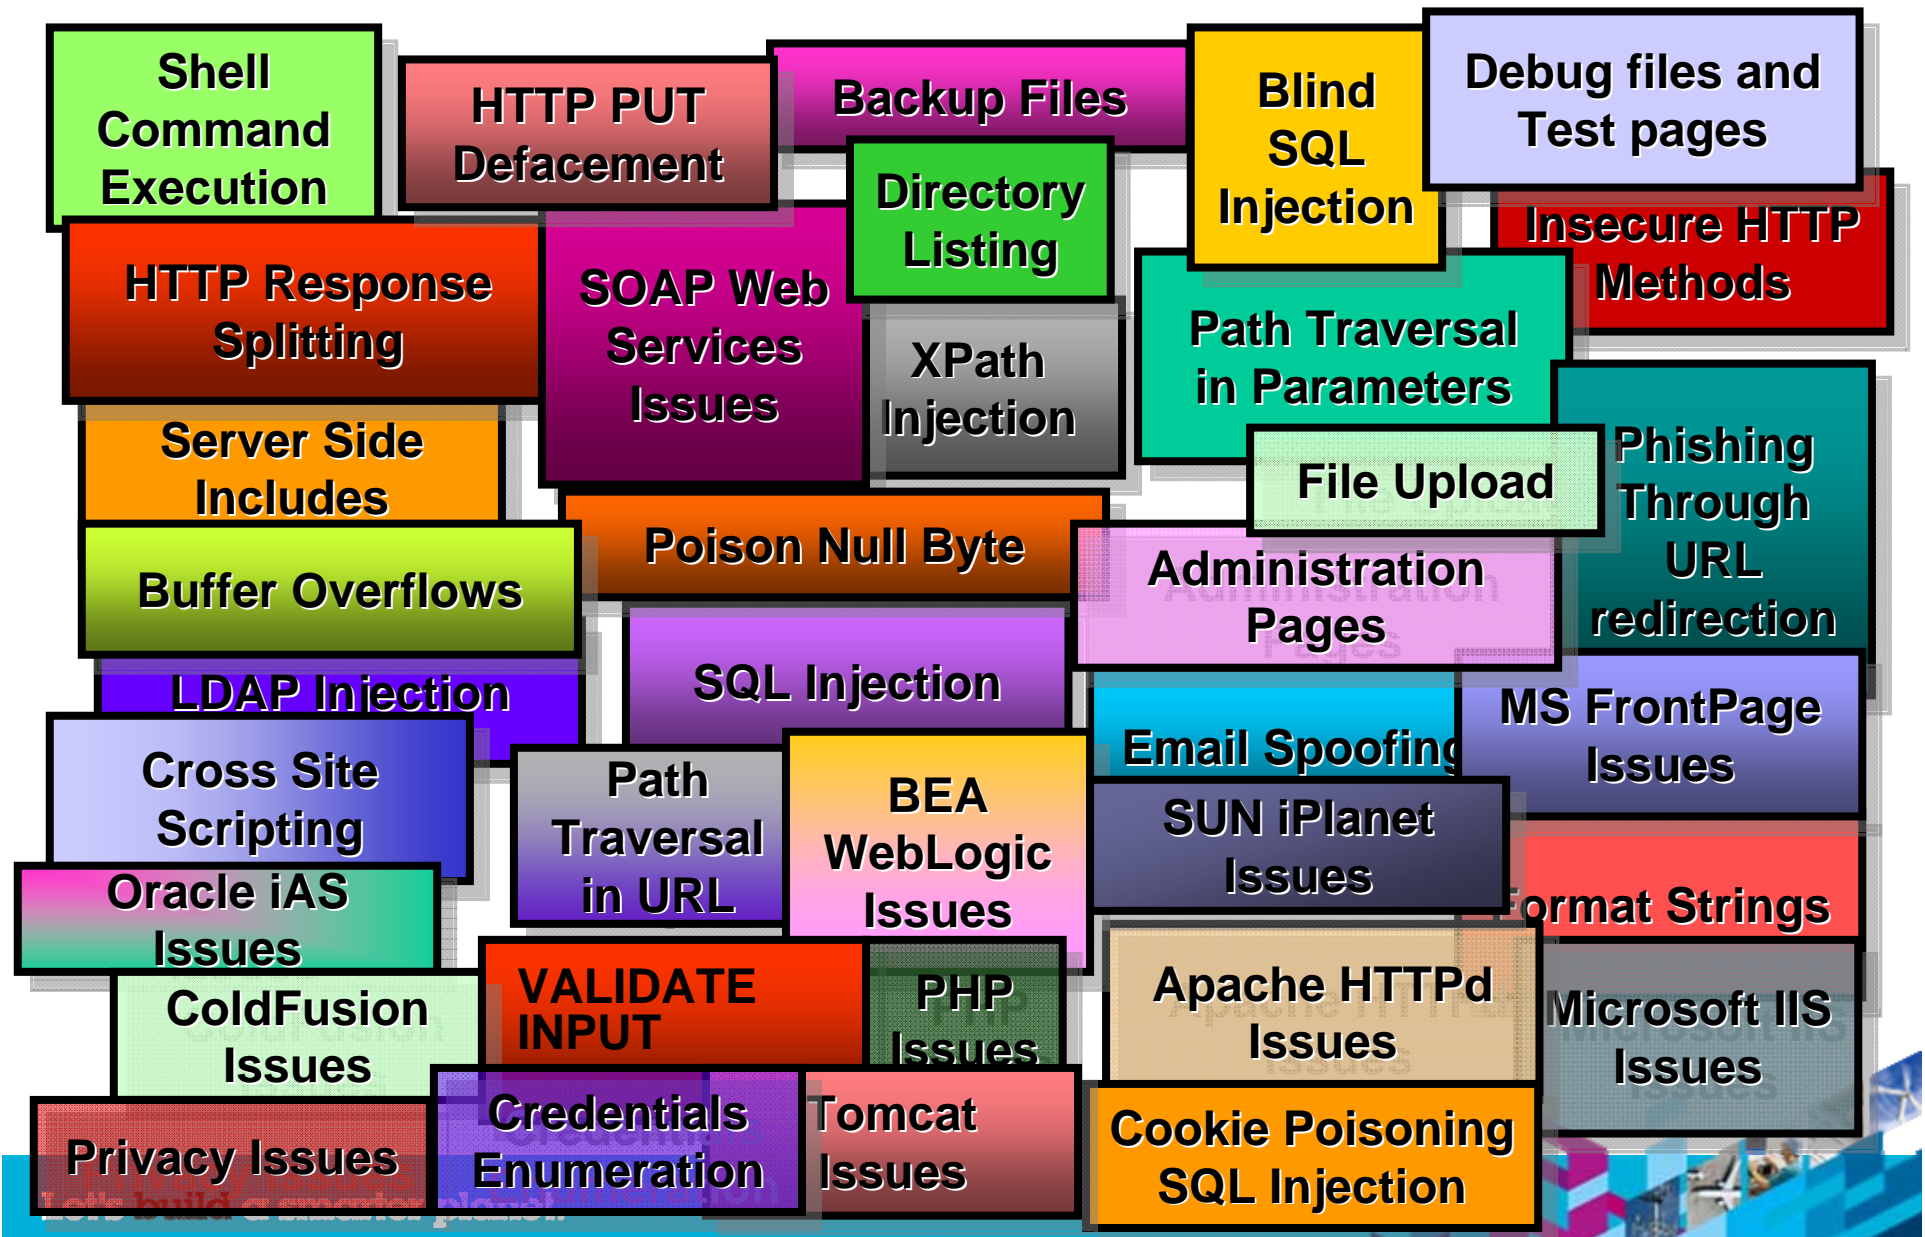 Shell
Command
Execution
HTTP PUT
Defacement
Backup Files
Blind
SQL
Injection
Debug files and
Test pages
Directory
Listing
Insecure HTTP
Methods
HTTP Response
Splitting
SOAP Web
Services
Issues
XPath
Injection
Path Traversal
in Parameters
Server Side
Includes
File Upload
Phishing
Through
URL
redirection
Poison Null Byte
Buffer Overflows
Administration
Pages
LDAP Injection
SQL Injection
Email Spoofing
MS FrontPage
Issues
Cross Site
Scripting
Path
Traversal
in URL
BEA
WebLogic
Issues
SUN iPlanet
Issues
Oracle iAS
Issues
Format Strings
ColdFusion
Issues
VALIDATE
INPUT
PHP
Issues
Apache HTTPd
Issues
Microsoft IIS
Issues
Privacy Issues
Credentials
Enumeration
Tomcat
Issues
Cookie Poisoning
SQL Injection
Let's build a smarter planet.